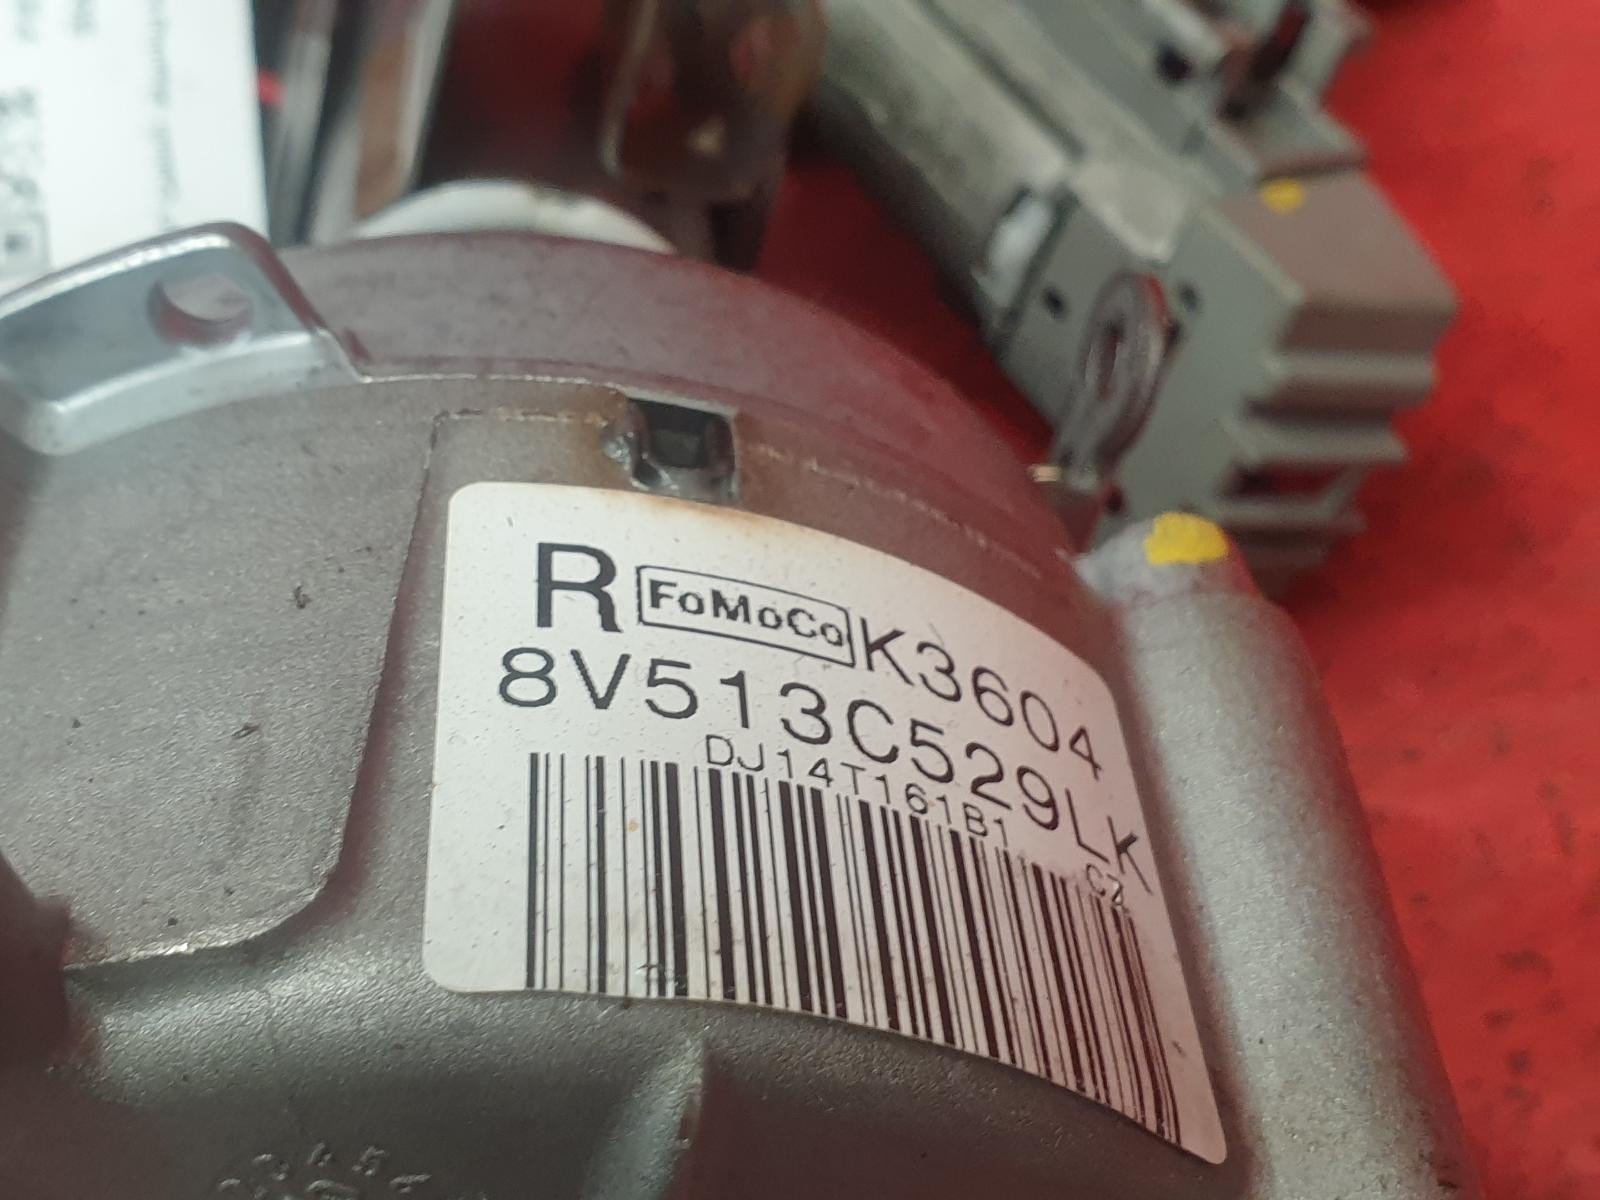 R FoMoCo K3604
8V513C529LK
DJ14T161B1
CZ